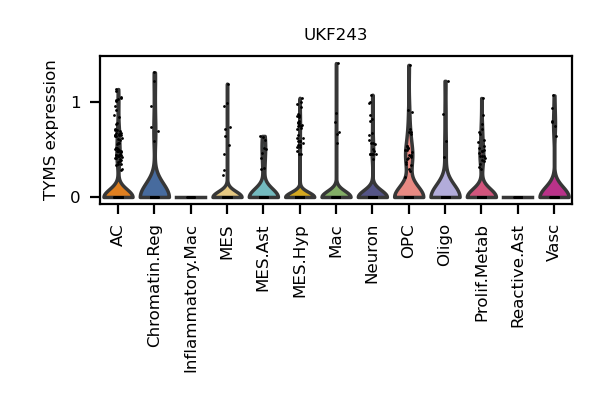 UKF243
TYMS expression
1
0
AC
Chromatin.Reg
Inflammatory.Mac
MES
MES.Ast
MES.Hyp
Mac
Neuron
OPC
Oligo
Prolif.Metab
Reactive.Ast
Vasc